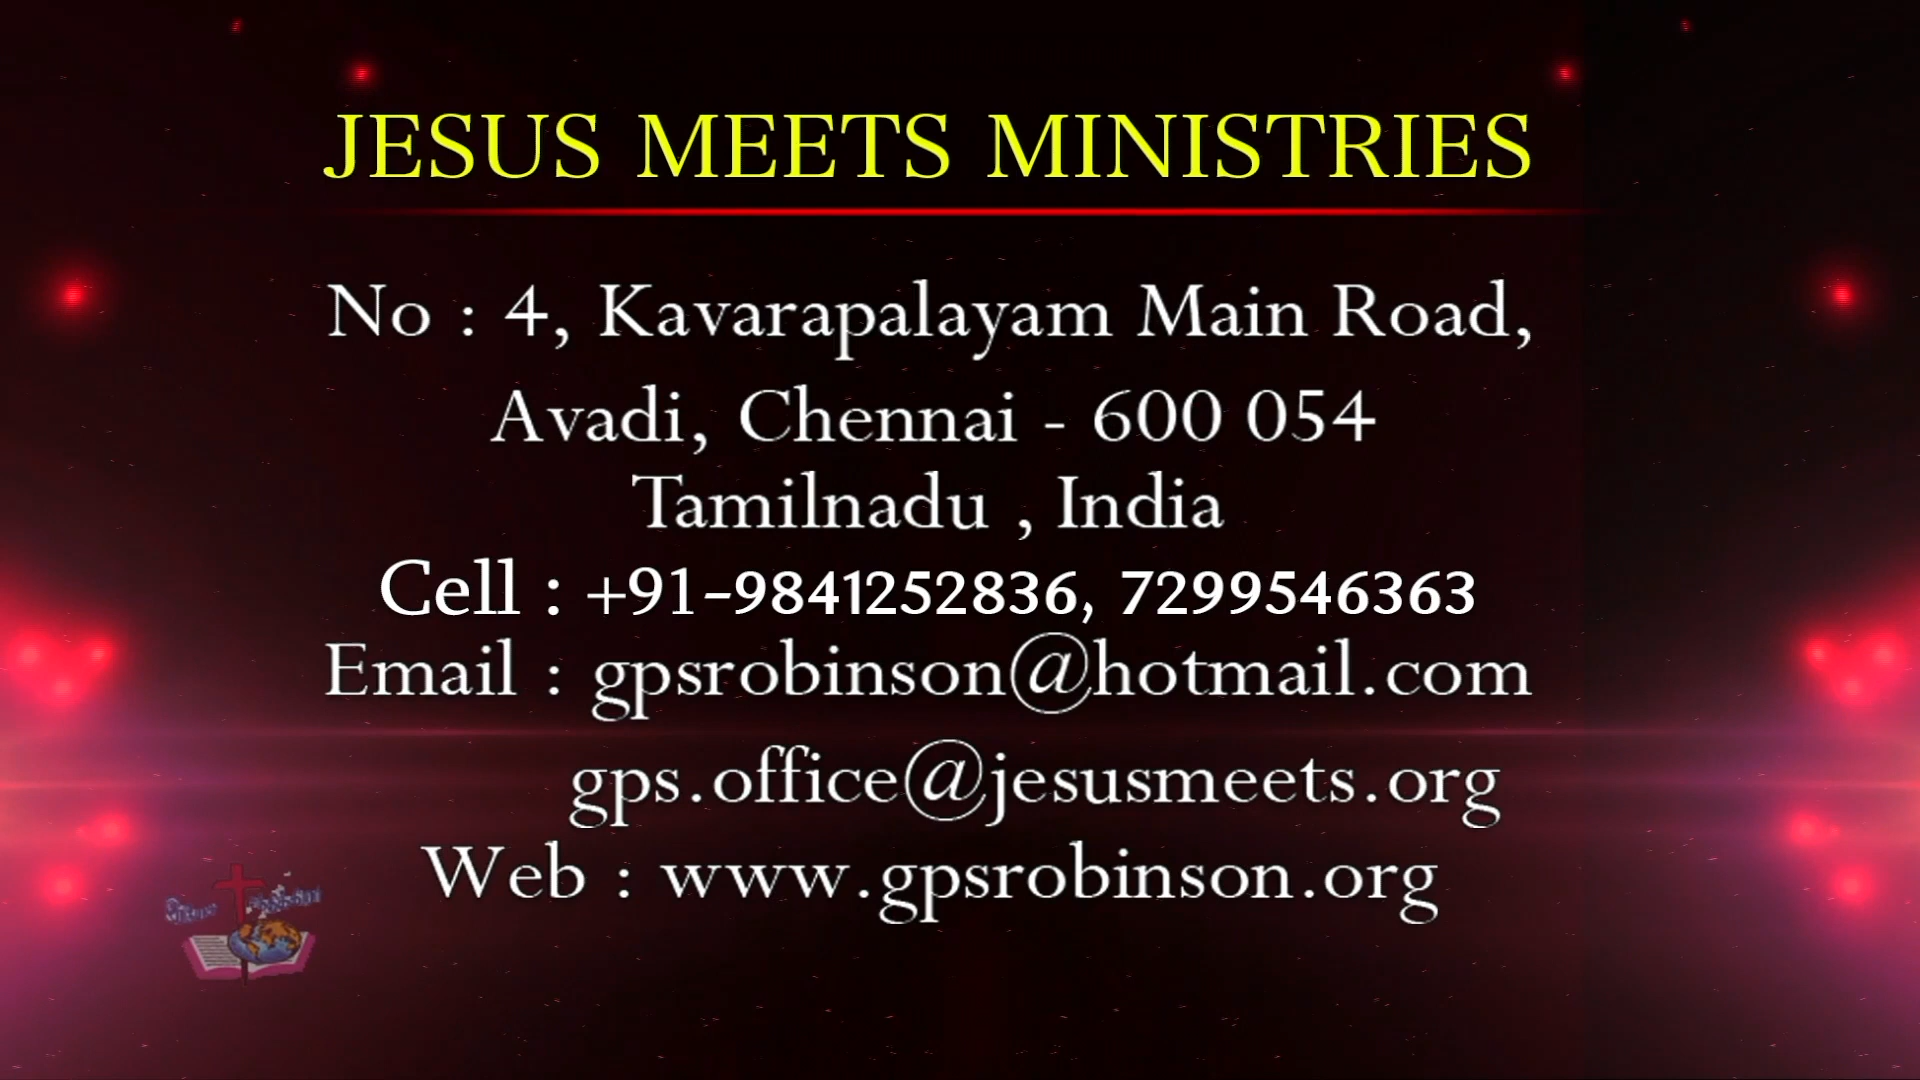 JESUS MEETS MINISTRIES
No : 4, Kavarapalayam Main Road,
Avadi, Chennai - 600 054
Tamilnadu , India
Cell : +91-9841252836, 7299546363
Email : gpsrobinson@hotmail.com
gps.office@jesusmeets.org
Web : www.gpsrobinson.org